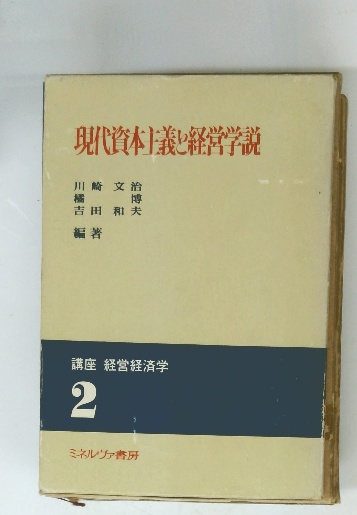 現代資本主義と経営学説
川崎文治
橘博
吉田和夫
編著
講座 経営経済学
2
ミネルヴァ書房